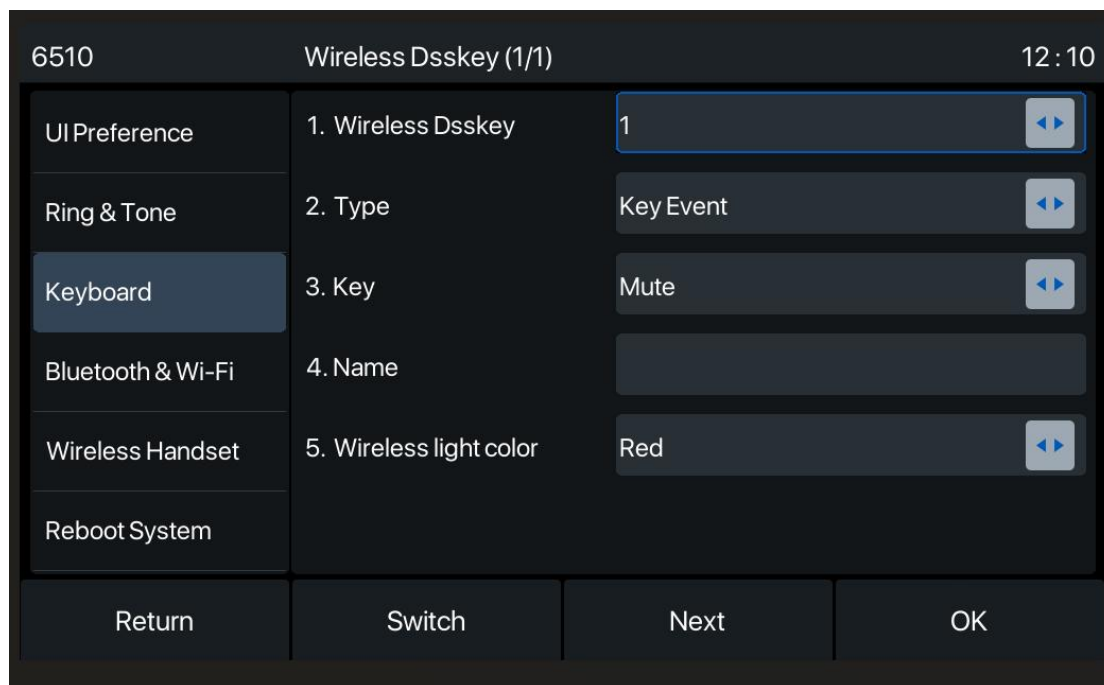 6510 Wireless Dsskey (1/1) 12:10
UI Preference
Ring & Tone
Keyboard
Bluetooth & Wi-Fi
Wireless Handset
Reboot System
1. Wireless Dsskey 1
2. Type Key Event
3. Key Mute
4. Name
5. Wireless light color Red
Return Switch Next OK